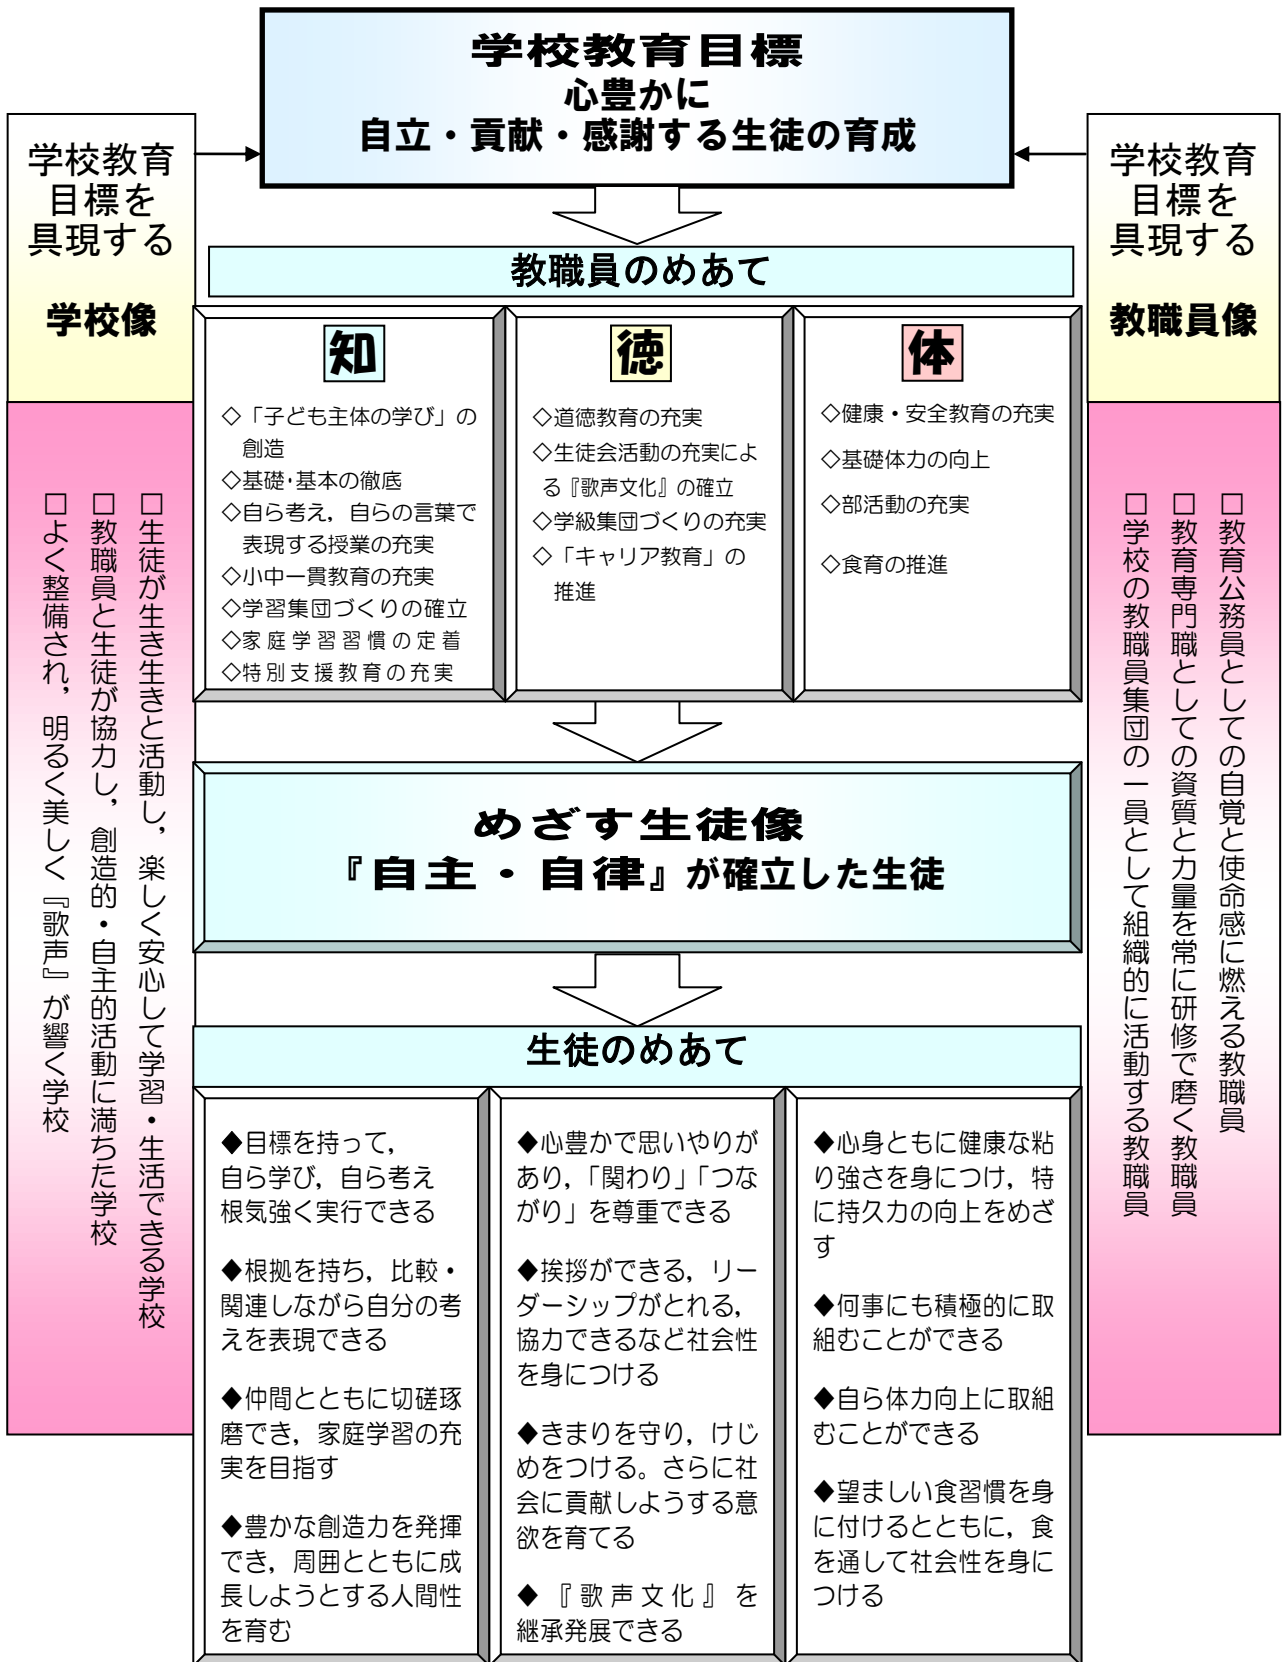 学校教育目標
心豊かに
自立・貢献・感謝する生徒の育成
学校教育
目標を
具現する
学校像
□生徒が生き生きと活動し，楽しく安心して学習・生活できる学校
□教職員と生徒が協力し，創造的・自主的活動に満ちた学校
□よく整備され，明るく美しく『歌声』が響く学校
学校教育
目標を
具現する
教職員像
□教育公務員としての自覚と使命感に燃える教職員
□教育専門職としての資質と力量を常に研修で磨く教職員
□学校の教職員集団の一員として組織的に活動する教職員
教職員のめあて
知
◇「子ども主体の学び」の
創造
◇基礎・基本の徹底
◇自ら考え，自らの言葉で
表現する授業の充実
◇小中一貫教育の充実
◇学習集団づくりの確立
◇家庭学習習慣の定着
◇特別支援教育の充実
徳
◇道徳教育の充実
◇生徒会活動の充実によ
る『歌声文化』の確立
◇学級集団づくりの充実
◇「キャリア教育」の
推進
体
◇健康・安全教育の充実
◇基礎体力の向上
◇部活動の充実
◇食育の推進
めざす生徒像
『自主・自律』が確立した生徒
生徒のめあて
◆目標を持って，
自ら学び，自ら考え
根気強く実行できる
◆根拠を持ち，比較・
関連しながら自分の考
えを表現できる
◆仲間とともに切磋琢
磨でき，家庭学習の充
実を目指す
◆豊かな創造力を発揮
でき，周囲とともに成
長しようとする人間性
を育む
◆心豊かで思いやりが
あり，「関わり」「つな
がり」を尊重できる
◆挨拶ができる，リー
ダーシップがとれる，
協力できるなど社会性
を身につける
◆きまりを守り，けじ
めをつける。さらに社
会に貢献しようする意
欲を育てる
◆『歌声文化』を
継承発展できる
◆心身ともに健康な粘
り強さを身につけ，特
に持久力の向上をめざ
す
◆何事にも積極的に取
組むことができる
◆自ら体力向上に取組
むことができる
◆望ましい食習慣を身
に付けるとともに，食
を通して社会性を身に
つける